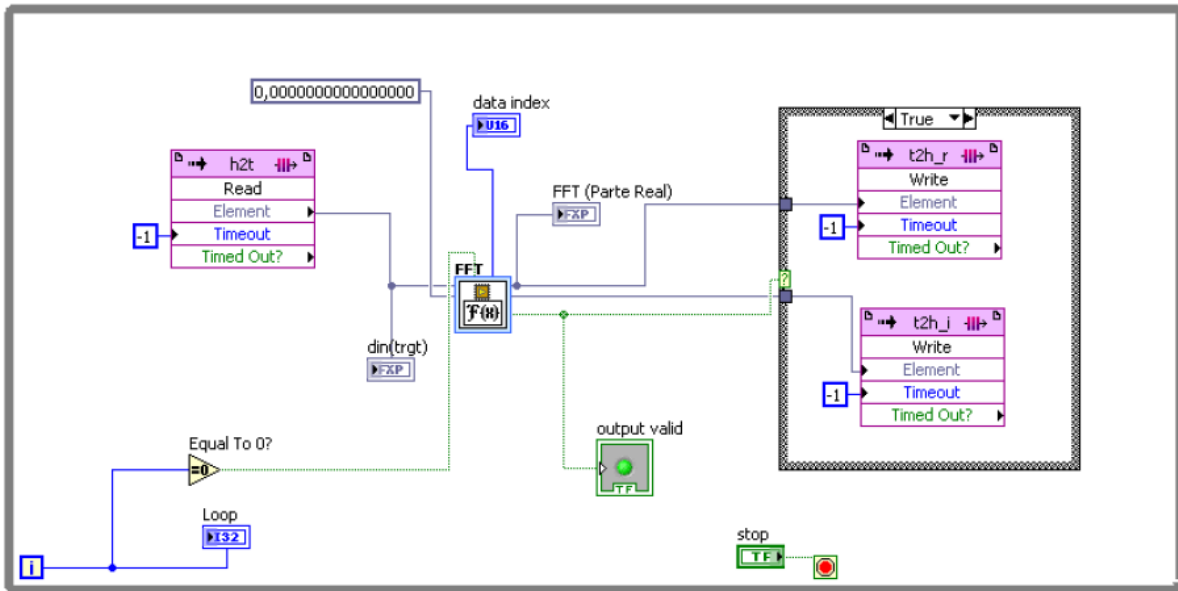 0,0000000000000000
data index
U16
True
h2t
Read
Element
Timeout
Timed Out?
-1
FFT (Parte Real)
FXP
t2h_r
Write
Element
Timeout
Timed Out?
-1
FFT
F(x)
?
din(trgt)
FXP
t2h_i
Write
Element
Timeout
Timed Out?
-1
output valid
TF
Equal To 0?
=0
Loop
I32
i
stop
TF